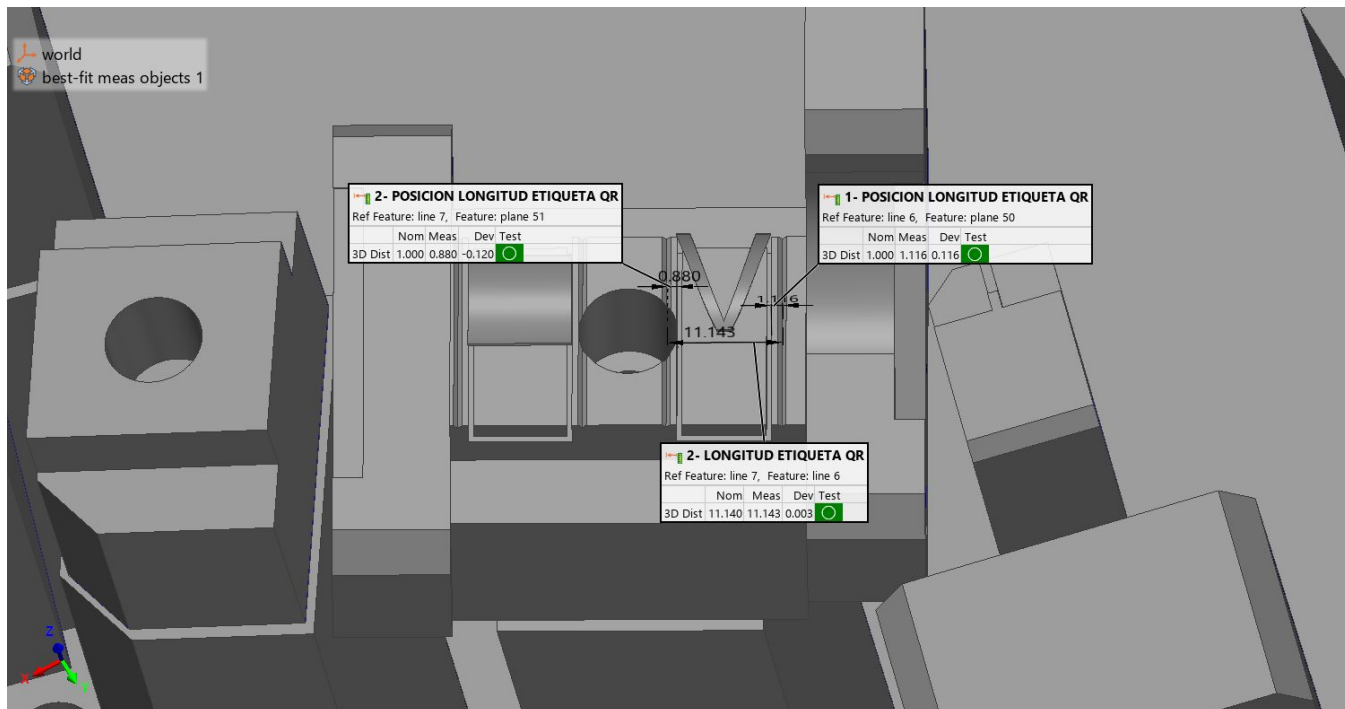 world
best-fit meas objects 1
2- POSICION LONGITUD ETIQUETA QR
Ref Feature: line 7, Feature: plane 51
Nom Meas Dev Test
3D Dist 1.000 0.880 -0.120
1- POSICION LONGITUD ETIQUETA QR
Ref Feature: line 6, Feature: plane 50
Nom Meas Dev Test
3D Dist 1.000 1.116 0.116
0.880
1.116
11.143
2- LONGITUD ETIQUETA QR
Ref Feature: line 7, Feature: line 6
Nom Meas Dev Test
3D Dist 11.140 11.143 0.003
Z
X
Y